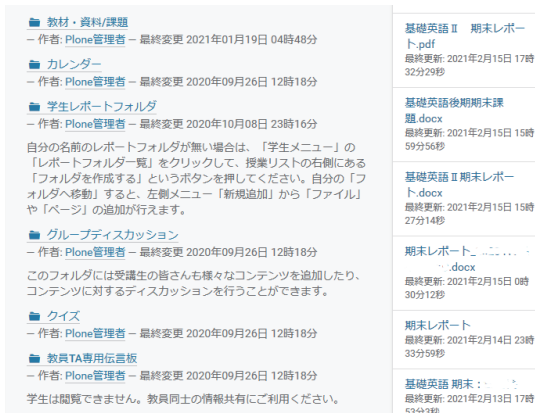 教材・資料/課題
— 作者: Plone管理者 — 最終変更 2021年01月19日 04時48分
カレンダー
— 作者: Plone管理者 — 最終変更 2020年09月26日 12時18分
学生レポートフォルダ
— 作者: Plone管理者 — 最終変更 2020年10月08日 23時16分
自分の名前のレポートフォルダが無い場合は、「学生メニュー」の
「レポートフォルダ一覧」をクリックして、授業リストの右側にある
「フォルダを作成する」というボタンを押してください。自分の「フ
ォルダへ移動」すると、左側メニュー「新規追加」から「ファイル」
や「ページ」の追加が行えます。
グループディスカッション
— 作者: Plone管理者 — 最終変更 2020年09月26日 12時18分
このフォルダには受講生の皆さんも様々なコンテンツを追加したり、
コンテンツに対するディスカッションを行うことができます。
クイズ
— 作者: Plone管理者 — 最終変更 2020年09月26日 12時18分
教員TA専用伝言板
— 作者: Plone管理者 — 最終変更 2020年09月26日 12時18分
学生は閲覧できません。教員同士の情報共有にご利用ください。
基礎英語Ⅱ 期末レポー
ト.pdf
最終更新: 2021年2月15日 17時
32分29秒
基礎英語後期期末課
題.docx
最終更新: 2021年2月15日 15時
59分56秒
基礎英語Ⅱ期末レポー
ト.docx
最終更新: 2021年2月15日 15時
27分14秒
期末レポート_
.docx
最終更新: 2021年2月15日 0時
30分12秒
期末レポート
最終更新: 2021年2月14日 23時
33分59秒
基礎英語 期末：
最終更新: 2021年2月13日 17時
53分3秒